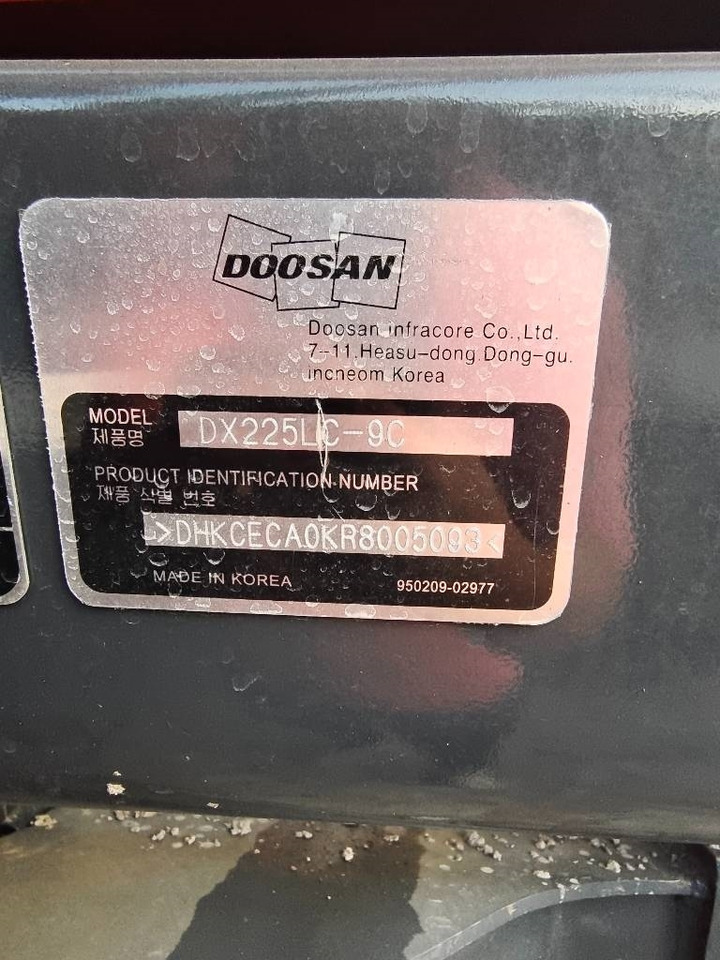 DOOSAN
Doosan infracore Co.,Ltd.
7-11.Heasu-dong.Dong-gu.
incneom Korea
MODEL DX225LC-9C
제품명
PRODUCT IDENTIFICATION NUMBER
제품 식별 번호
>DHKCECA0KR8005093<
MADE IN KOREA 950209-02977